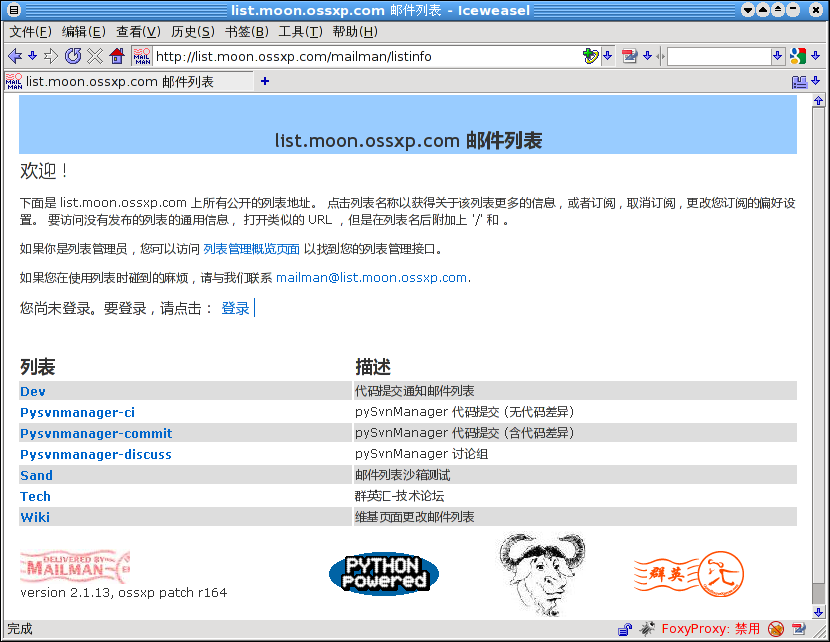 list.moon.ossxp.com 邮件列表 - Iceweasel
文件(F) 编辑(E) 查看(V) 历史(S) 书签(B) 工具(T) 帮助(H)
MAIL MAN http://list.moon.ossxp.com/mailman/listinfo
MAIL MAN list.moon.ossxp.com 邮件列表
list.moon.ossxp.com 邮件列表
欢迎！
下面是 list.moon.ossxp.com 上所有公开的列表地址。 点击列表名称以获得关于该列表更多的信息，或者订阅，取消订阅，更改您订阅的偏好设
置。 要访问没有发布的列表的通用信息， 打开类似的 URL ，但是在列表名后附加上 '/' 和 。
如果你是列表管理员，您可以访问 列表管理概览页面 以找到您的列表管理接口。
如果您在使用列表时碰到的麻烦，请与我们联系 mailman@list.moon.ossxp.com.
您尚未登录。要登录，请点击： 登录
列表 描述
Dev 代码提交通知邮件列表
Pysvnmanager-ci pySvnManager 代码提交 (无代码差异)
Pysvnmanager-commit pySvnManager 代码提交 (含代码差异)
Pysvnmanager-discuss pySvnManager 讨论组
Sand 邮件列表沙箱测试
Tech 群英汇-技术论坛
Wiki 维基页面更改邮件列表
DELIVERED BY
MAILMAN
PYTHON
powered
群英汇
version 2.1.13, ossxp patch r164
完成 FoxyProxy: 禁用